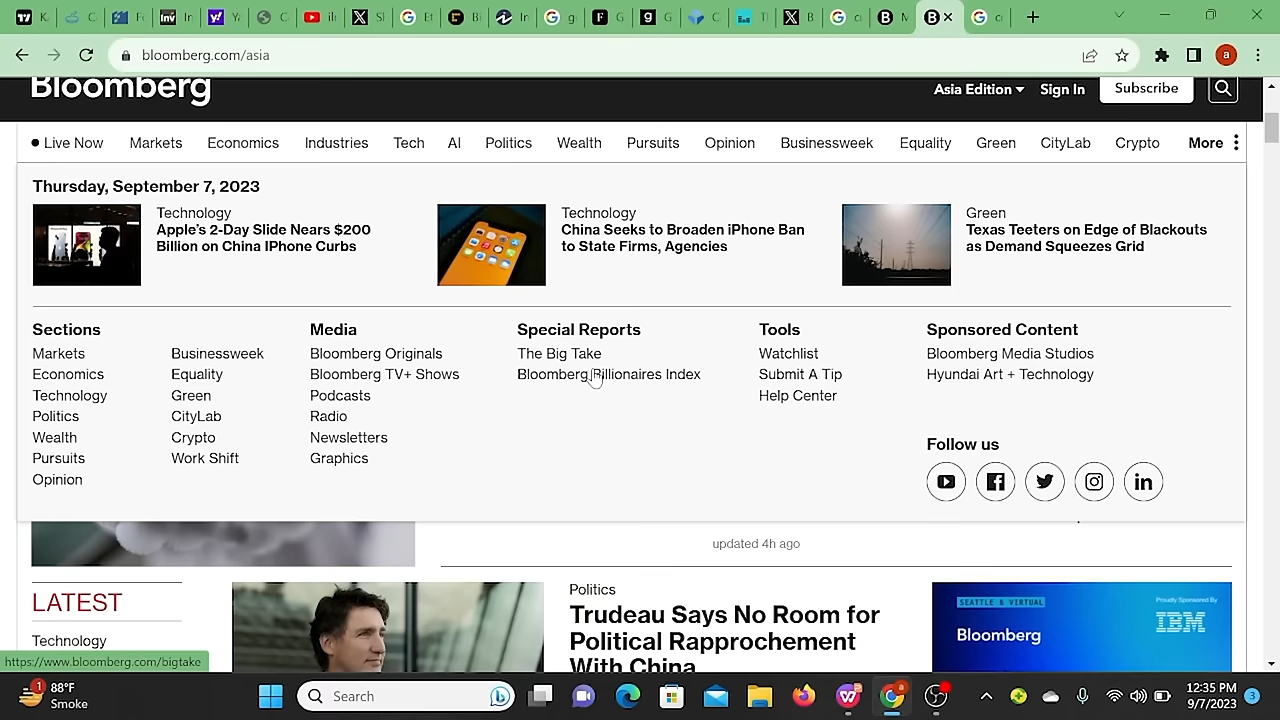 bloomberg.com/asia
Bloomberg
Asia Edition
Sign In
Subscribe
Live Now
Markets
Economics
Industries
Tech
AI
Politics
Wealth
Pursuits
Opinion
Businessweek
Equality
Green
CityLab
Crypto
More
Thursday, September 7, 2023
Technology
Apple's 2-Day Slide Nears $200
Billion on China IPhone Curbs
Technology
China Seeks to Broaden iPhone Ban
to State Firms, Agencies
Green
Texas Teeters on Edge of Blackouts
as Demand Squeezes Grid
Sections
Markets
Economics
Technology
Politics
Wealth
Pursuits
Opinion
Businessweek
Equality
Green
CityLab
Crypto
Work Shift
Media
Bloomberg Originals
Bloomberg TV+ Shows
Podcasts
Radio
Newsletters
Graphics
Special Reports
The Big Take
Bloomberg Billionaires Index
Tools
Watchlist
Submit A Tip
Help Center
Sponsored Content
Bloomberg Media Studios
Hyundai Art + Technology
Follow us
updated 4h ago
LATEST
Technology
Politics
Trudeau Says No Room for
Political Rapprochement
With China
SEATTLE & VIRTUAL
Proudly Sponsored By
IBM
Bloomberg
https://www.bloomberg.com/bigtake
1
88°F
Smoke
Search
12:35 PM
9/7/2023
3